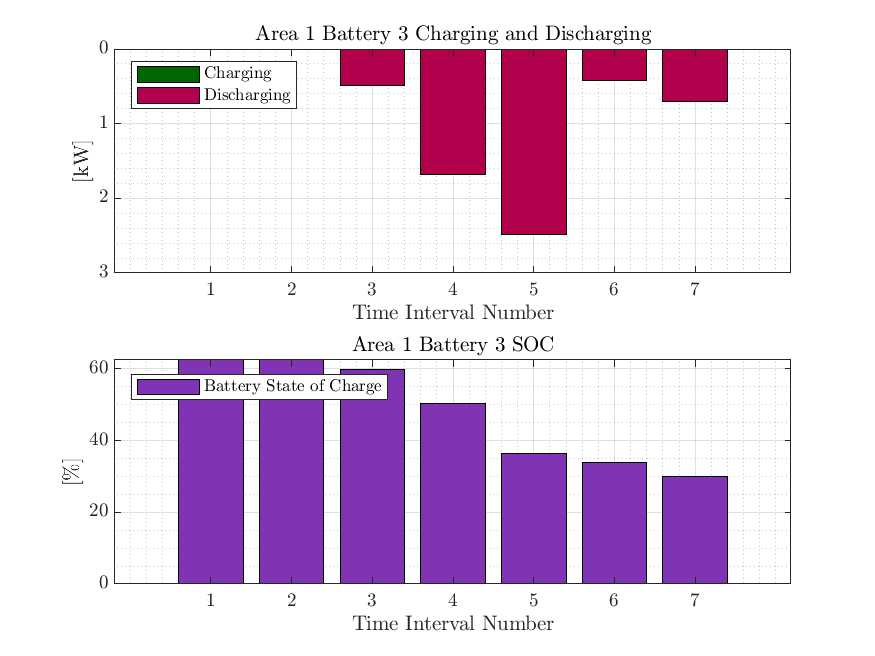 Area 1 Battery 3 Charging and Discharging
0
1
2
3
[kW]
Charging
Discharging
1 2 3 4 5 6 7
Time Interval Number
Area 1 Battery 3 SOC
60
40
20
0
[%]
Battery State of Charge
1 2 3 4 5 6 7
Time Interval Number